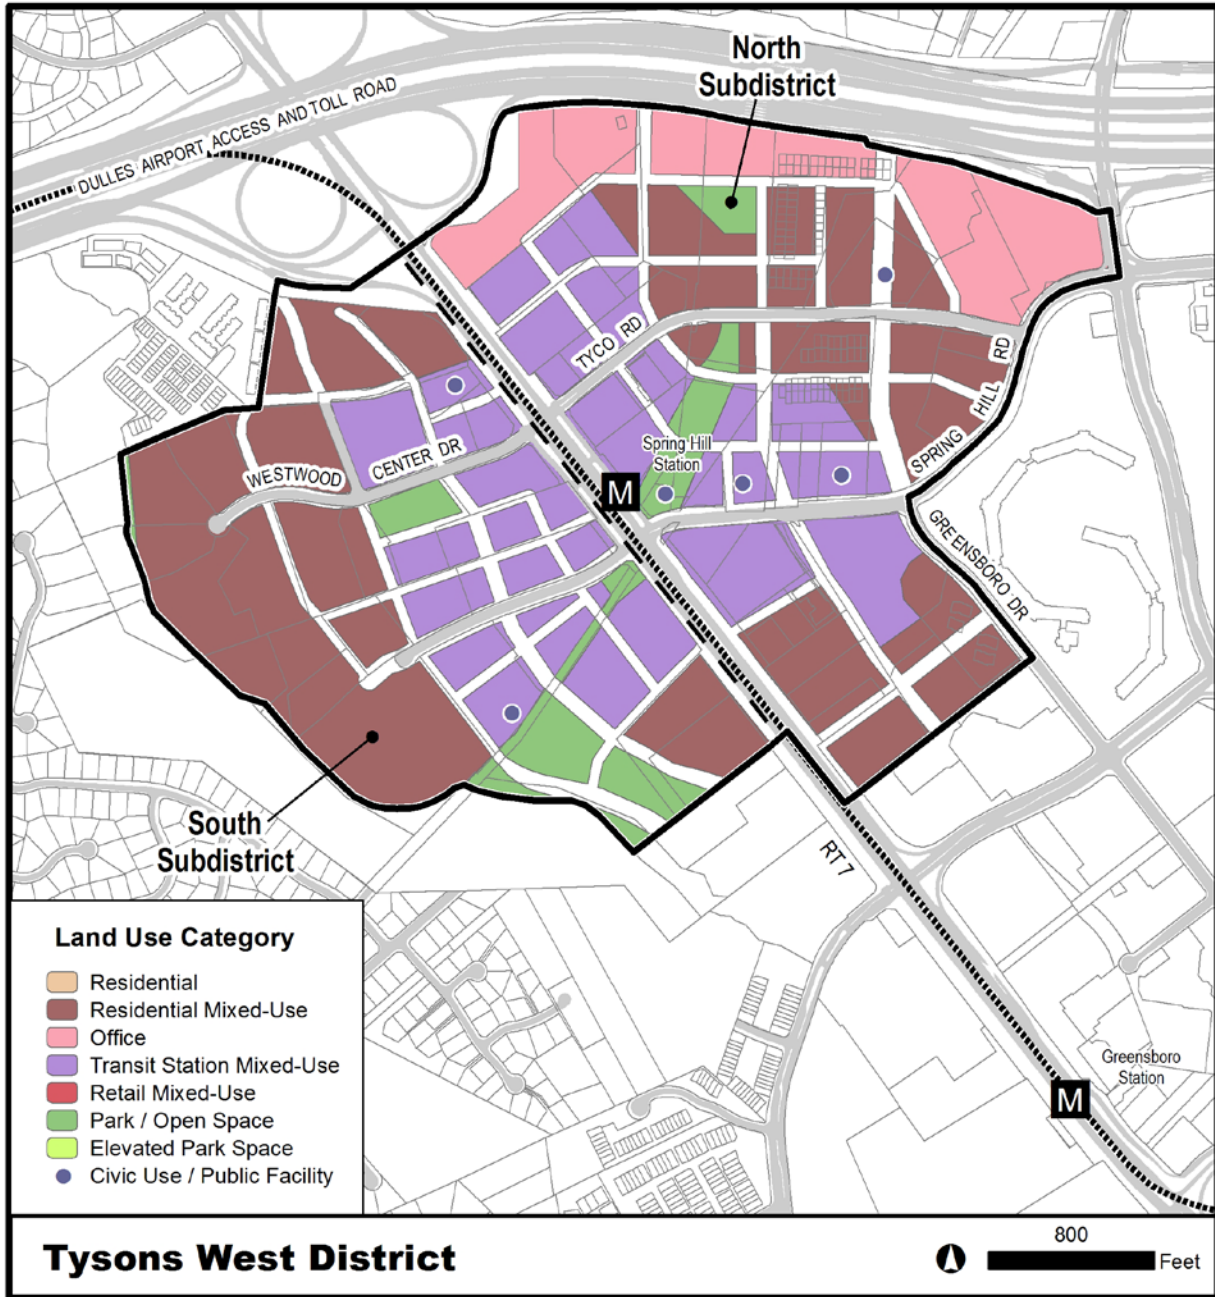 North
Subdistrict
DULLES AIRPORT ACCESS AND TOLL ROAD
TYCO RD
SPRING HILL RD
WESTWOOD CENTER DR
Spring Hill
Station
M
GREENSBORO DR
South
Subdistrict
RT 7
Greensboro
Station
M
Land Use Category
Residential
Residential Mixed-Use
Office
Transit Station Mixed-Use
Retail Mixed-Use
Park / Open Space
Elevated Park Space
Civic Use / Public Facility
Tysons West District
800
Feet